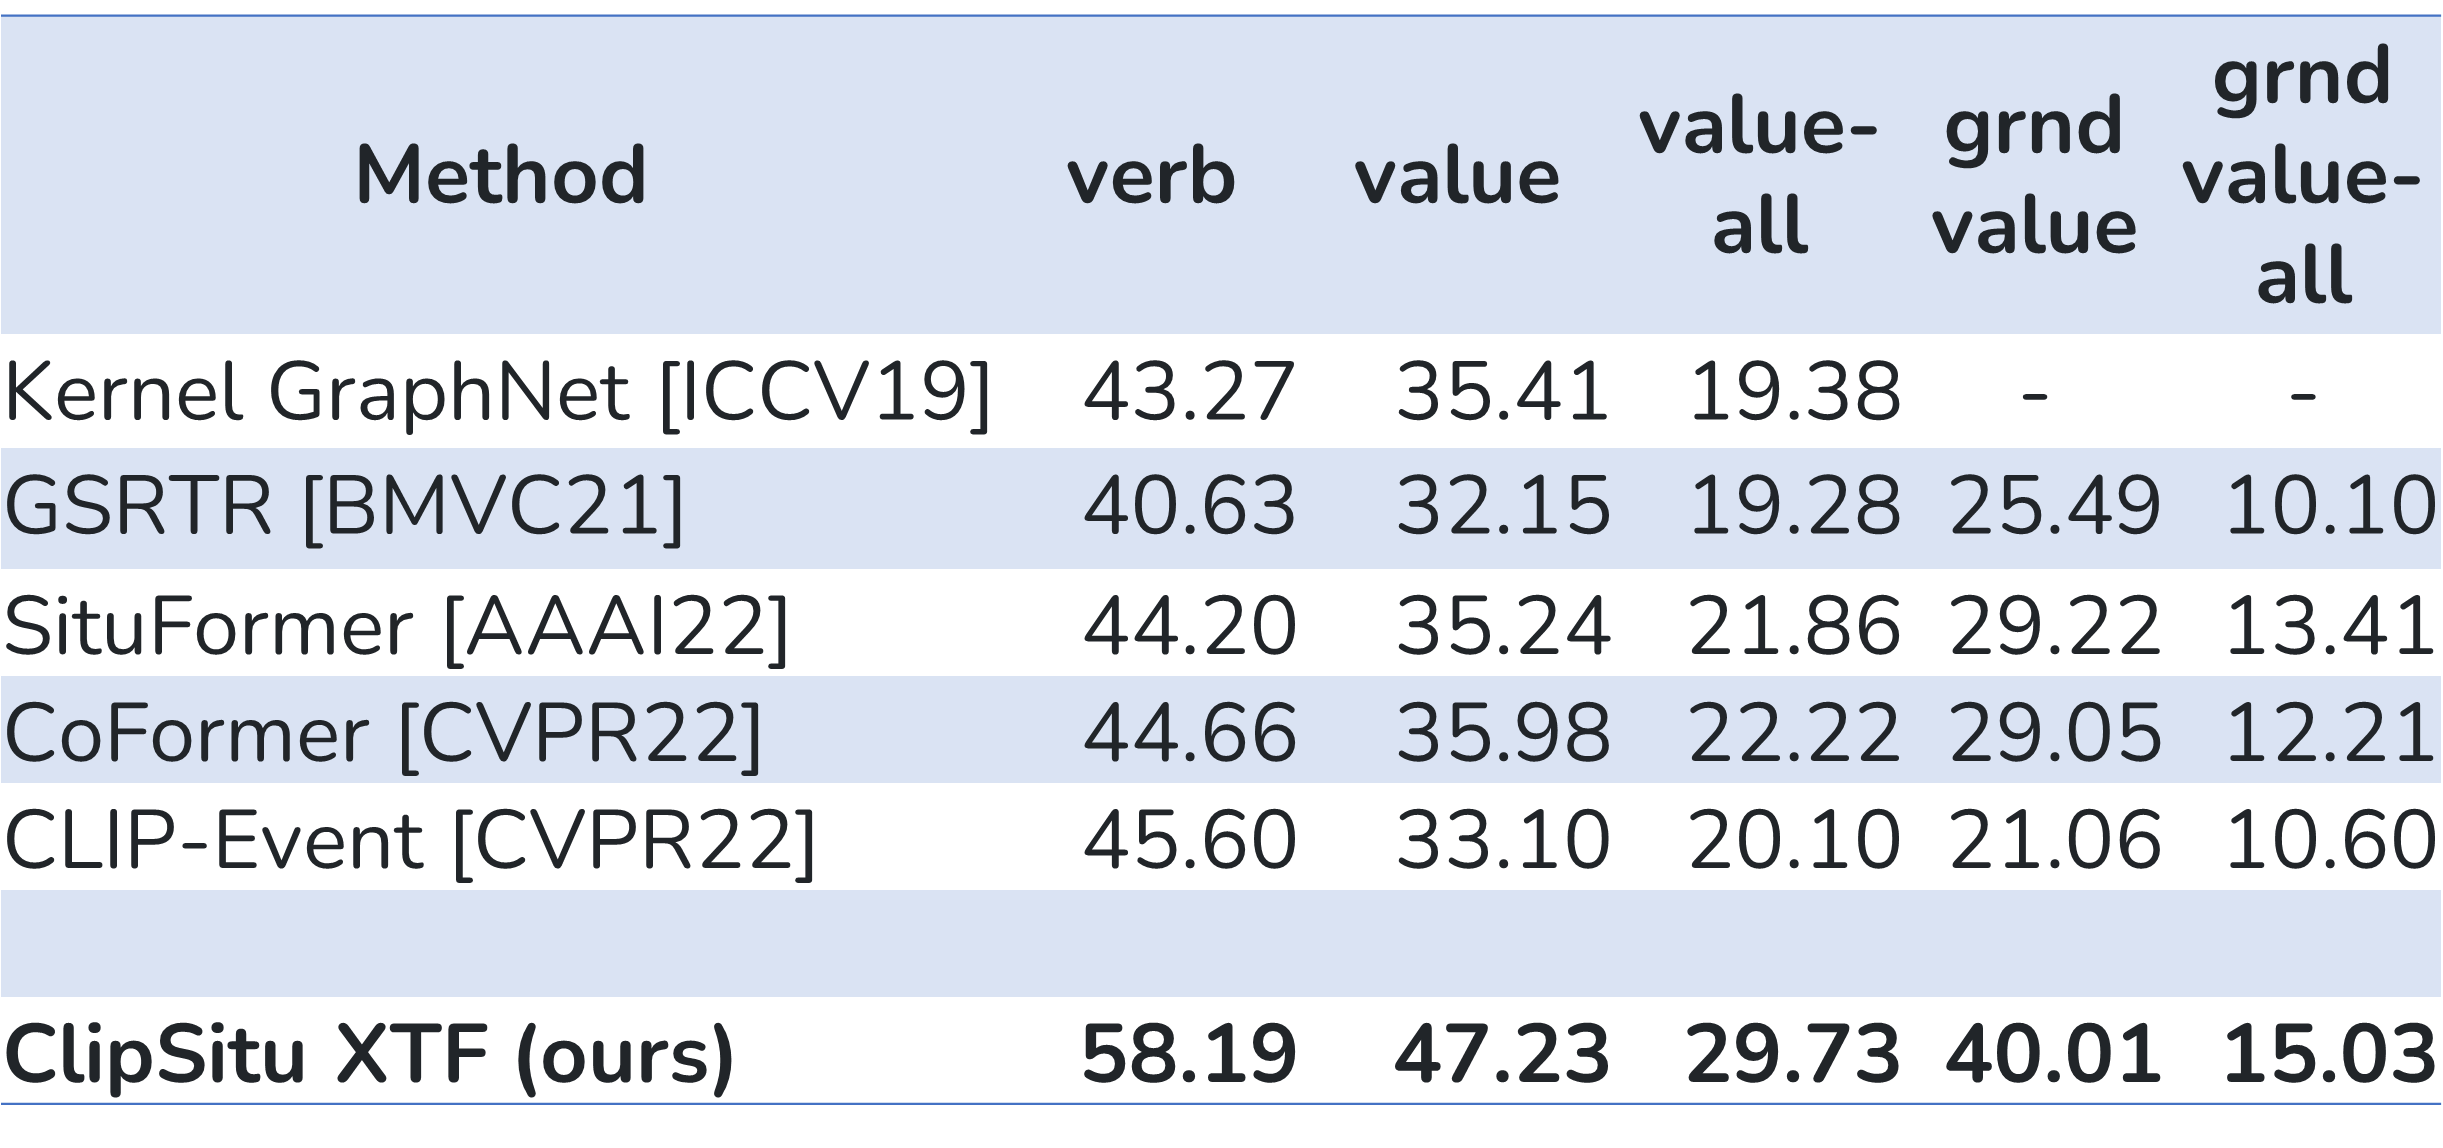 Method verb value value-all grnd value grnd value-all
Kernel GraphNet [ICCV19] 43.27 35.41 19.38 - -
GSRTR [BMVC21] 40.63 32.15 19.28 25.49 10.10
SituFormer [AAAI22] 44.20 35.24 21.86 29.22 13.41
CoFormer [CVPR22] 44.66 35.98 22.22 29.05 12.21
CLIP-Event [CVPR22] 45.60 33.10 20.10 21.06 10.60
ClipSitu XTF (ours) 58.19 47.23 29.73 40.01 15.03